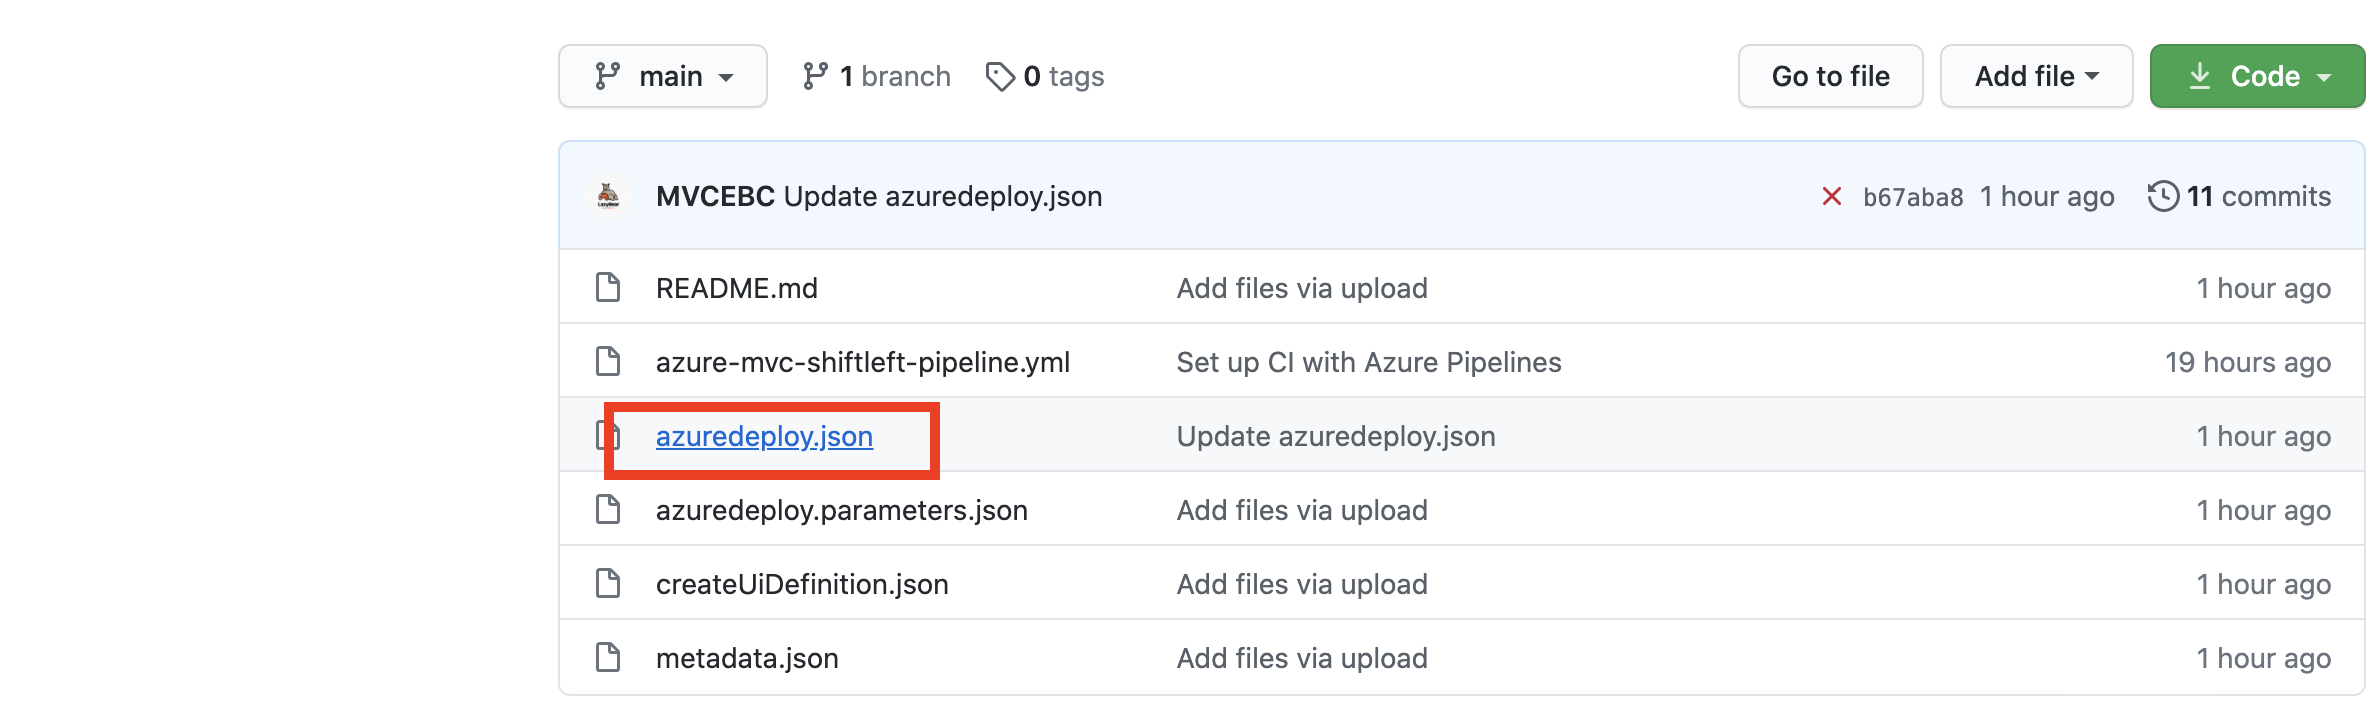 main 1 branch 0 tags Go to file Add file Code
MVCEBC Update azuredeploy.json b67aba8 1 hour ago 11 commits
README.md Add files via upload 1 hour ago
azure-mvc-shiftleft-pipeline.yml Set up CI with Azure Pipelines 19 hours ago
azuredeploy.json Update azuredeploy.json 1 hour ago
azuredeploy.parameters.json Add files via upload 1 hour ago
createUiDefinition.json Add files via upload 1 hour ago
metadata.json Add files via upload 1 hour ago